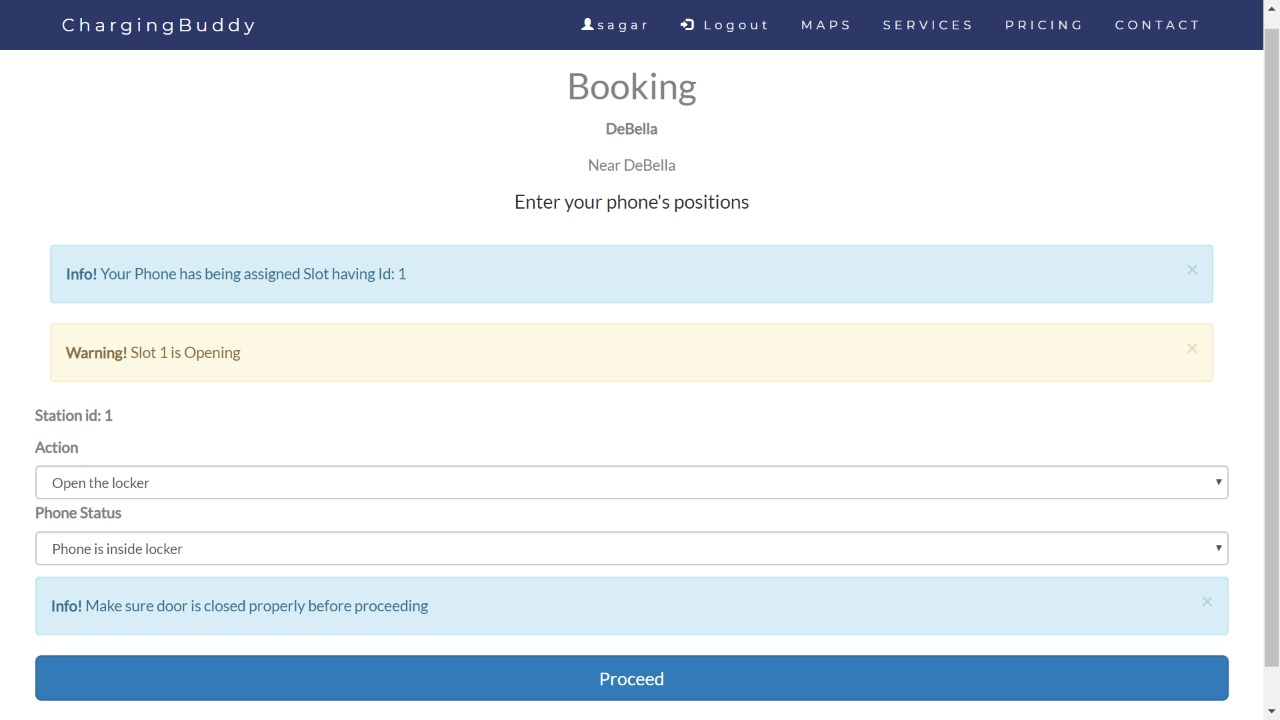 ChargingBuddy sagar Logout MAPS SERVICES PRICING CONTACT
Booking
DeBella
Near DeBella
Enter your phone's positions
Info! Your Phone has being assigned Slot having Id: 1 ×
Warning! Slot 1 is Opening ×
Station id: 1
Action
Open the locker
Phone Status
Phone is inside locker
Info! Make sure door is closed properly before proceeding ×
Proceed